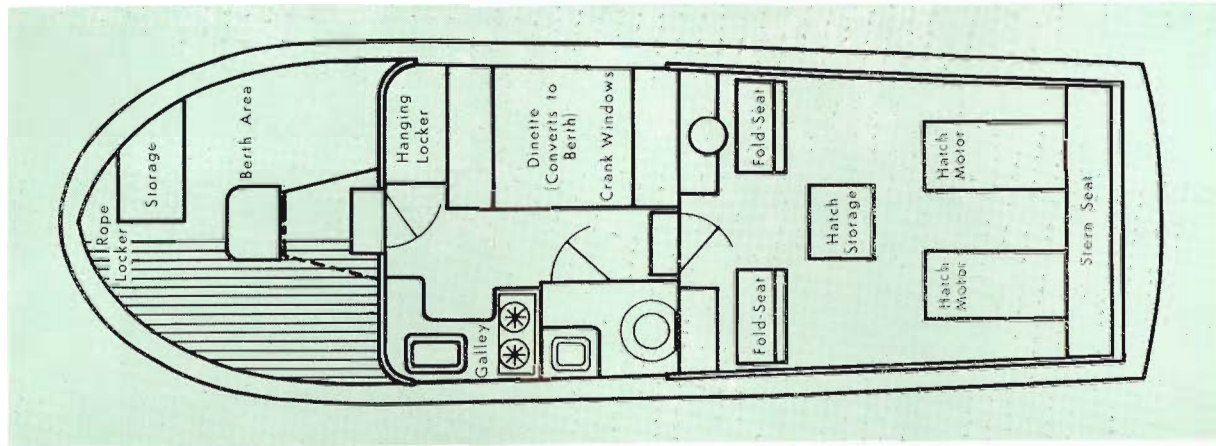 Rope
Locker
Storage
Berth Area
Hanging
Locker
Dinette
(Converts to
Berth)
Crank Windows
Galley
Fold-Seat
Fold-Seat
Hatch
Storage
Hatch
Motor
Hatch
Motor
Stern Seat